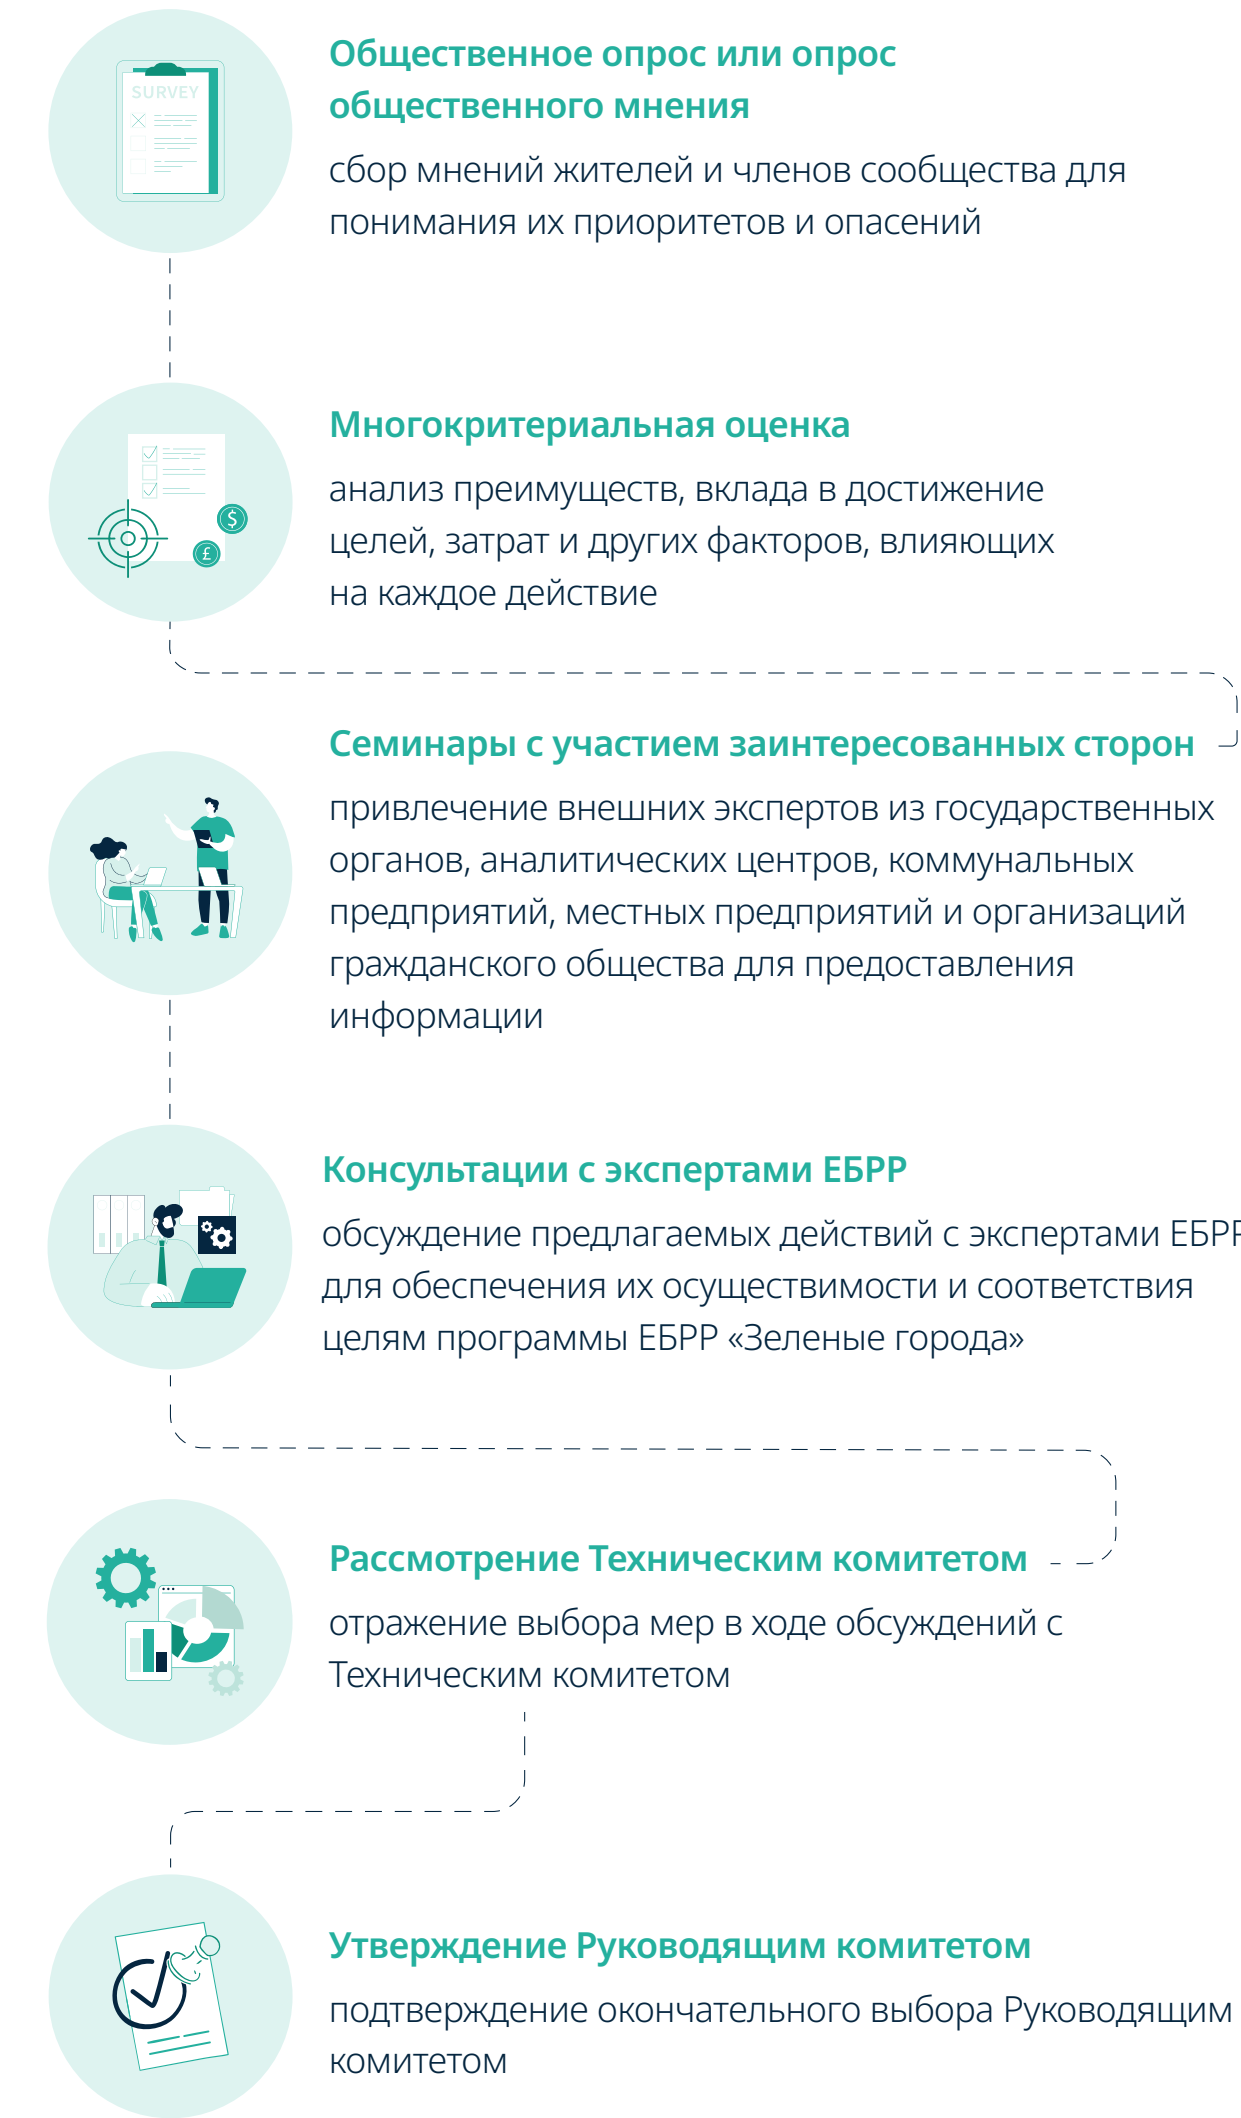 SURVEY
Общественное опрос или опрос
общественного мнения
сбор мнений жителей и членов сообщества для
понимания их приоритетов и опасений
$
£
Многокритериальная оценка
анализ преимуществ, вклада в достижение
целей, затрат и других факторов, влияющих
на каждое действие
Семинары с участием заинтересованных сторон
привлечение внешних экспертов из государственных
органов, аналитических центров, коммунальных
предприятий, местных предприятий и организаций
гражданского общества для предоставления
информации
Консультации с экспертами ЕБРР
обсуждение предлагаемых действий с экспертами ЕБРР
для обеспечения их осуществимости и соответствия
целям программы ЕБРР «Зеленые города»
Рассмотрение Техническим комитетом
отражение выбора мер в ходе обсуждений с
Техническим комитетом
Утверждение Руководящим комитетом
подтверждение окончательного выбора Руководящим
комитетом